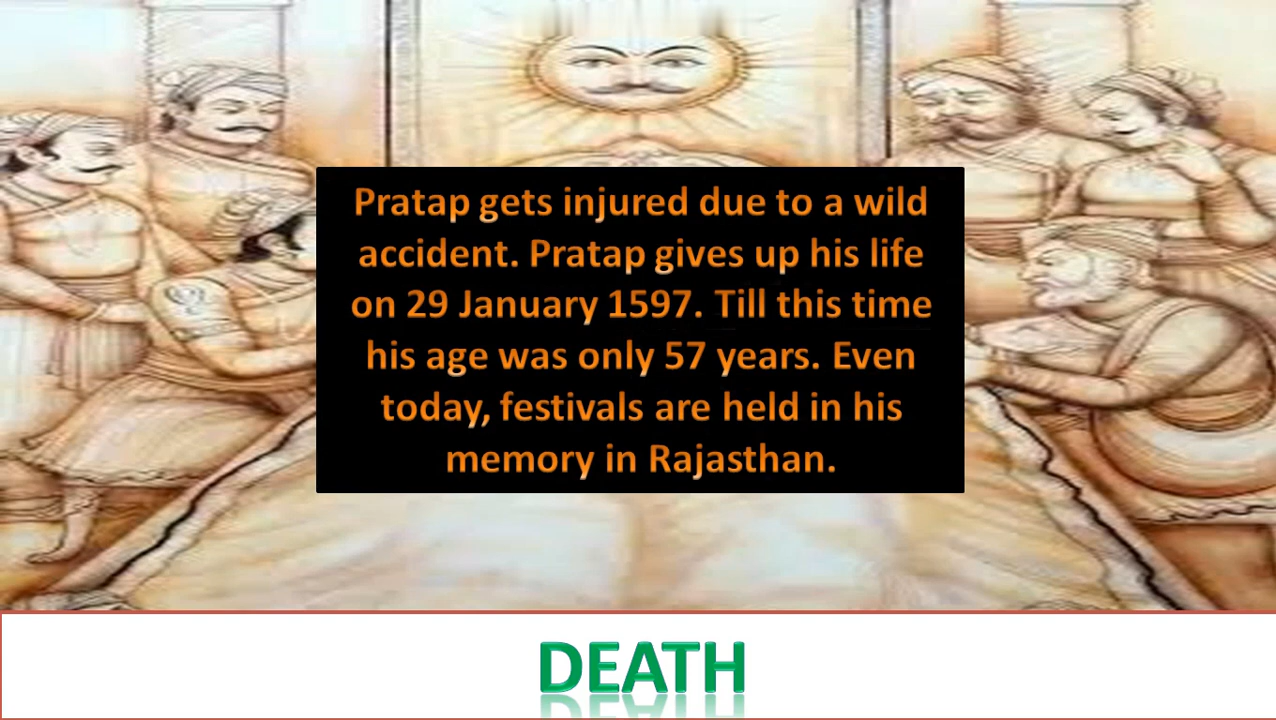 Pratap gets injured due to a wild
accident. Pratap gives up his life
on 29 January 1597. Till this time
his age was only 57 years. Even
today, festivals are held in his
memory in Rajasthan.
DEATH